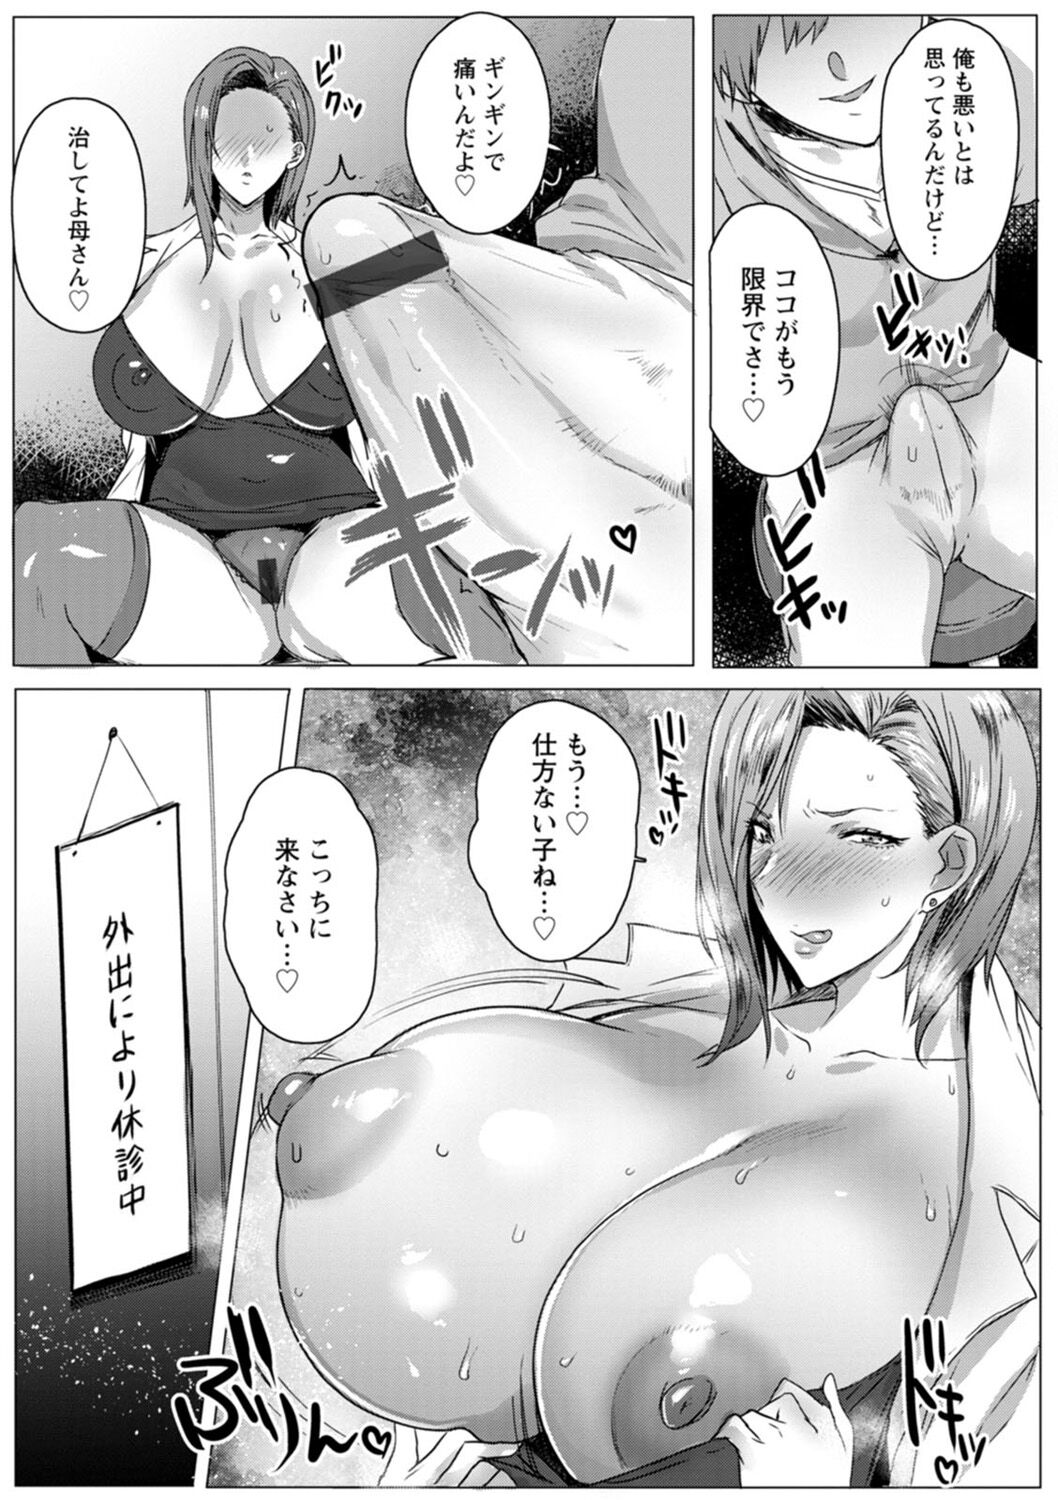 俺も悪いとは
思ってるんだけど…
ココがもう
限界でさ…♡
ズキッ!
ビキッ
ギンギンで
痛いんだよ♡
ビクッ
治してよ母さん♡
ギーンッ♡
もう…♡
仕方ない子ね…♡
こっちに
来なさい…♡
ドキッ♡
ドキッ♡
ぶりんっ♡
外出により休診中